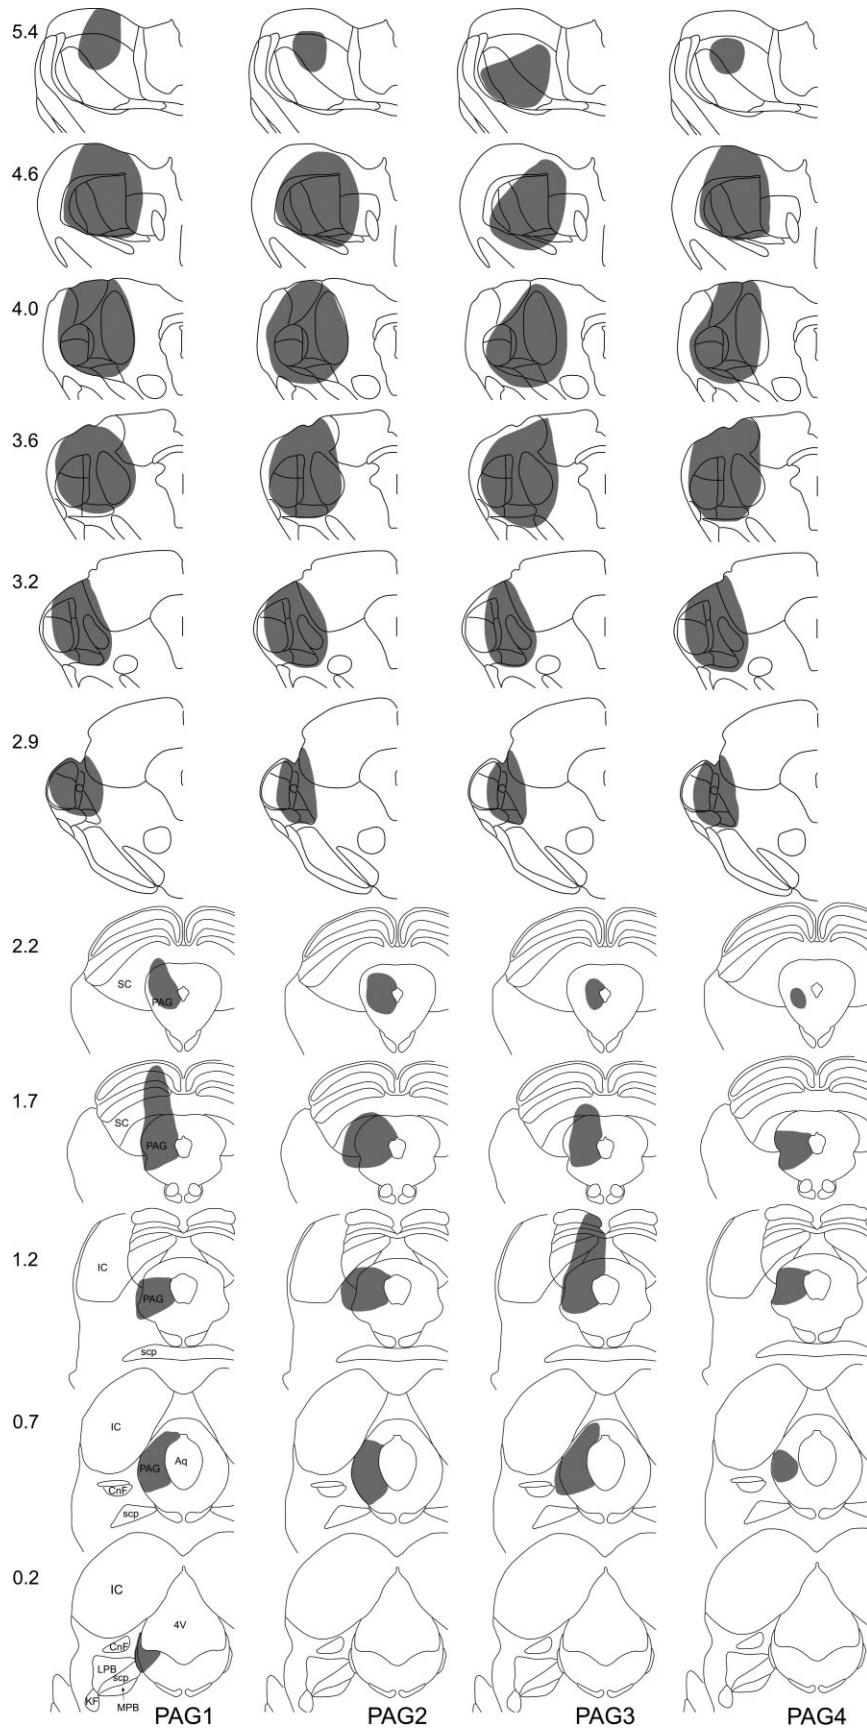 5.4
4.6
4.0
3.6
3.2
2.9
2.2
SC
PAG
1.7
SC
PAG
1.2
IC
PAG
scp
0.7
IC
Aq
PAG
CnF
scp
0.2
IC
4V
CnF
LPB
scp
KF
MPB
PAG1 PAG2 PAG3 PAG4